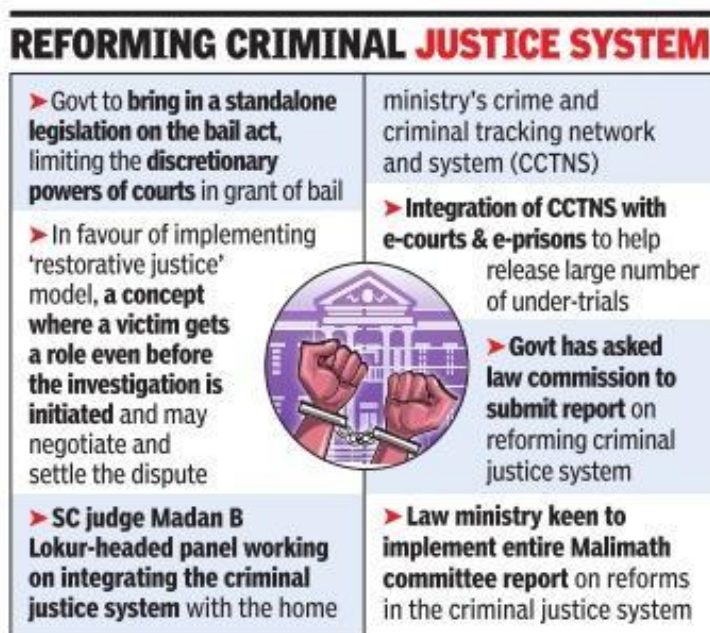 REFORMING CRIMINAL JUSTICE SYSTEM
➤ Govt to bring in a standalone
legislation on the bail act,
limiting the discretionary
powers of courts in grant of bail
➤ In favour of implementing
‘restorative justice’
model, a concept
where a victim gets
a role even before
the investigation is
initiated and may
negotiate and
settle the dispute
➤ SC judge Madan B
Lokur-headed panel working
on integrating the criminal
justice system with the home
ministry's crime and
criminal tracking network
and system (CCTNS)
➤ Integration of CCTNS with
e-courts & e-prisons to help
release large number
of under-trials
➤ Govt has asked
law commission to
submit report on
reforming criminal
justice system
➤ Law ministry keen to
implement entire Malimath
committee report on reforms
in the criminal justice system